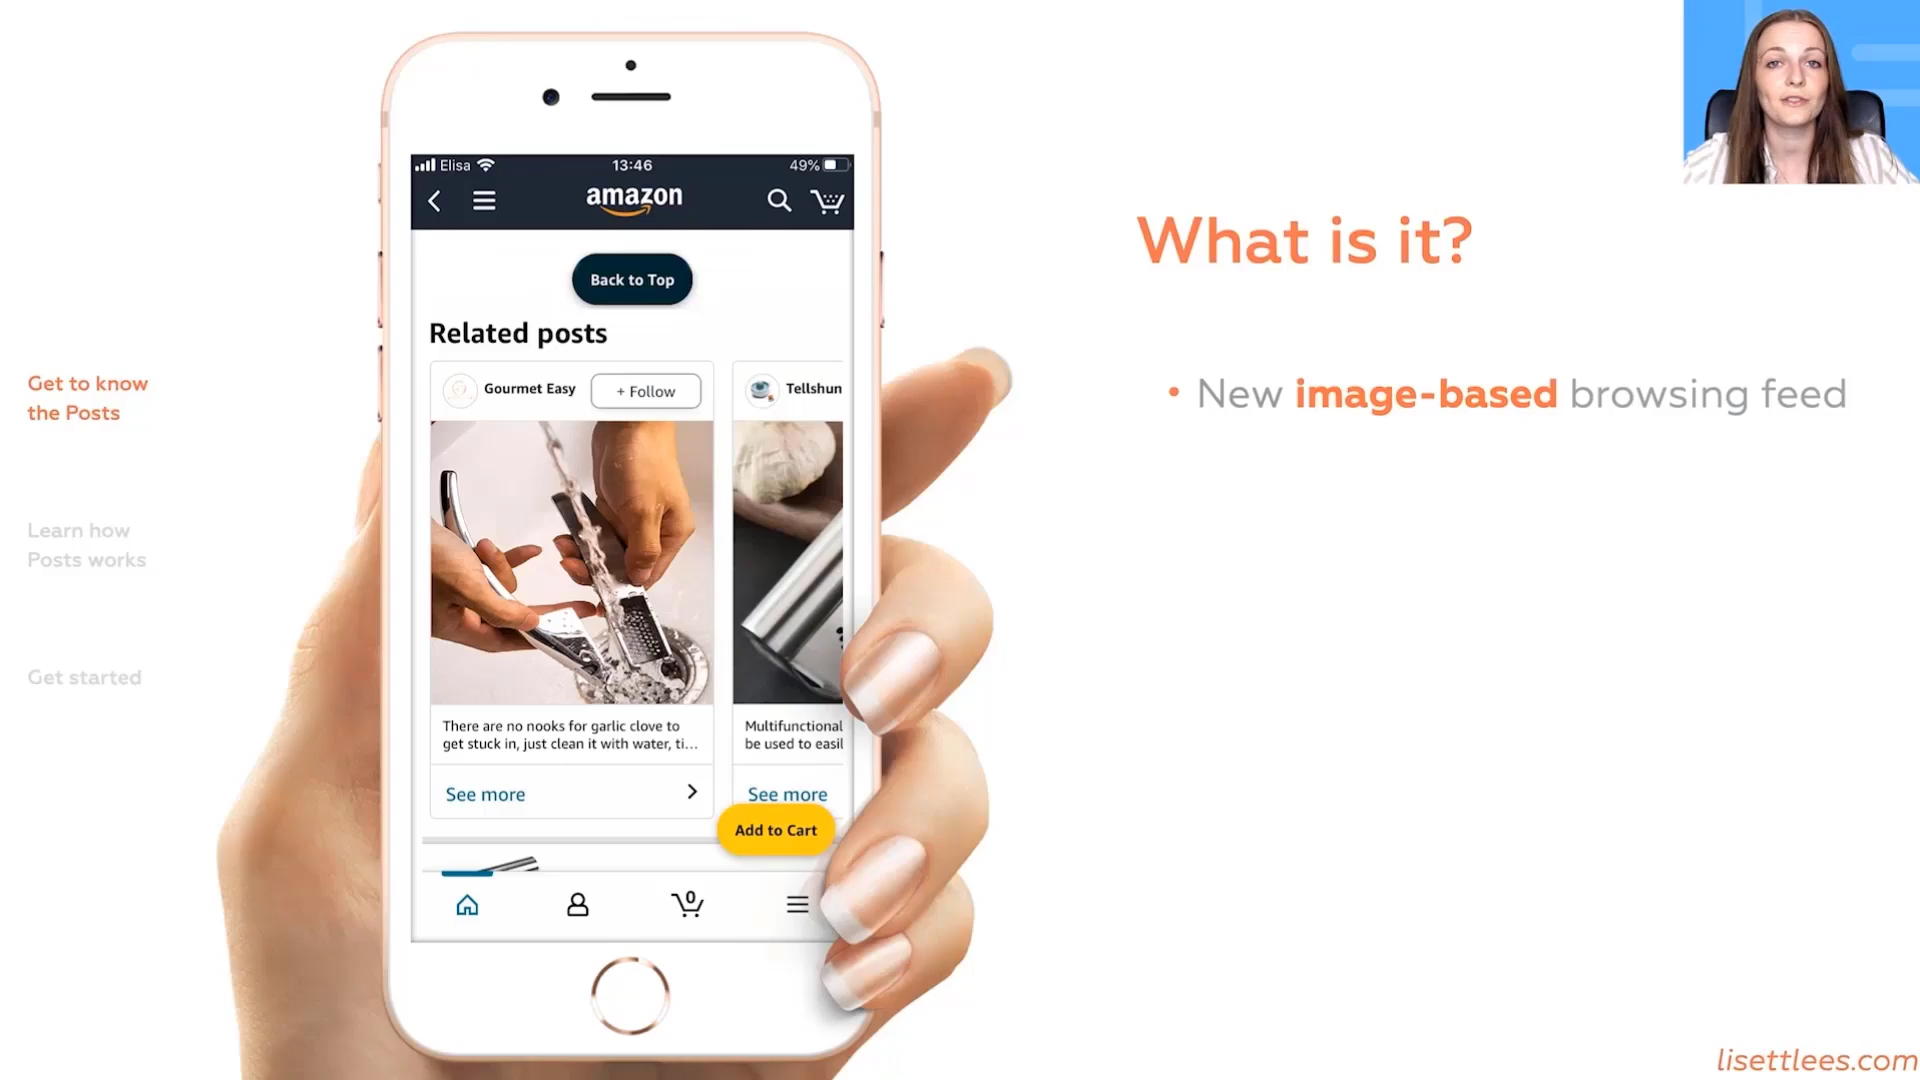 Get to know
the Posts
Learn how
Posts works
Get started
Elisa
13:46
49%
amazon
Back to Top
Related posts
Gourmet Easy
+ Follow
Tellshun
There are no nooks for garlic clove to
get stuck in, just clean it with water, ti...
Multifunctional
be used to easil
See more
See more
Add to Cart
0
What is it?
• New image-based browsing feed
lisettlees.com